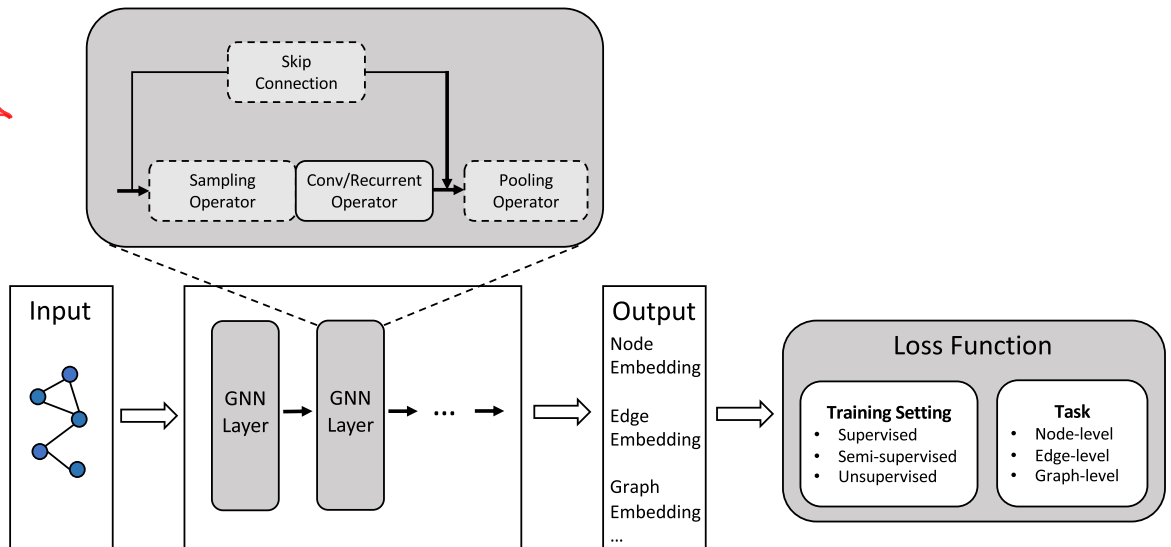 Skip
Connection
Sampling
Operator
Conv/Recurrent
Operator
Pooling
Operator
Input
GNN
Layer
GNN
Layer
...
Output
Node
Embedding
Edge
Embedding
Graph
Embedding
...
Loss Function
Training Setting
• Supervised
• Semi-supervised
• Unsupervised
Task
• Node-level
• Edge-level
• Graph-level